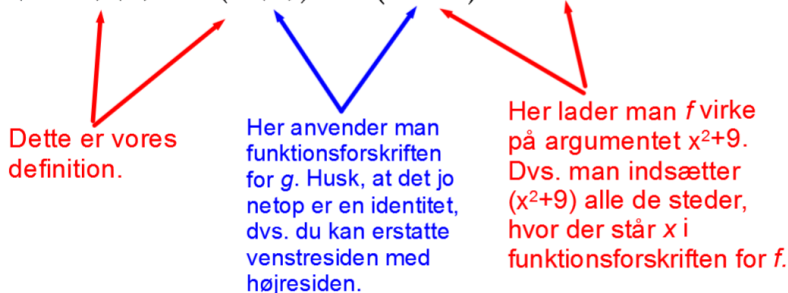 Dette er vores
definition.
Her anvender man
funktionsforskriften
for g. Husk, at det jo
netop er en identitet,
dvs. du kan erstatte
venstresiden med
højresiden.
Her lader man f virke
på argumentet x²+9.
Dvs. man indsætter
(x²+9) alle de steder,
hvor der står x i
funktionsforskriften for f.